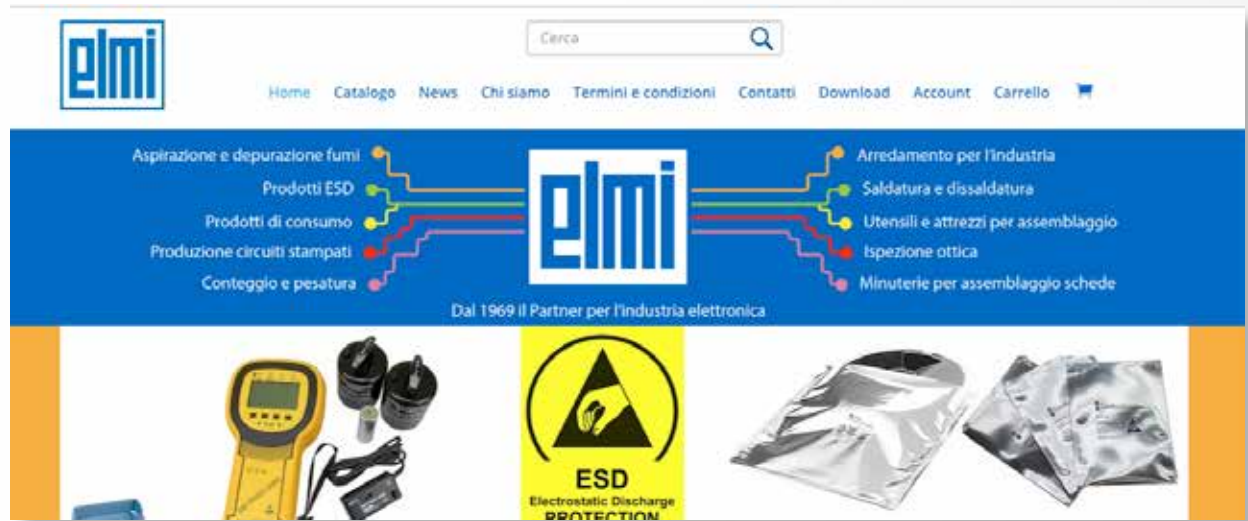 elmi
Cerca
Home Catalogo News Chi siamo Termini e condizioni Contatti Download Account Carrello
Aspirazione e depurazione fumi
Prodotti ESD
Prodotti di consumo
Produzione circuiti stampati
Conteggio e pesatura
elmi
Arredamento per l'industria
Saldatura e dissaldatura
Utensili e attrezzi per assemblaggio
Ispezione ottica
Minuterie per assemblaggio schede
Dal 1969 il Partner per l'industria elettronica
ESD
Electrostatic Discharge
PROTECTION